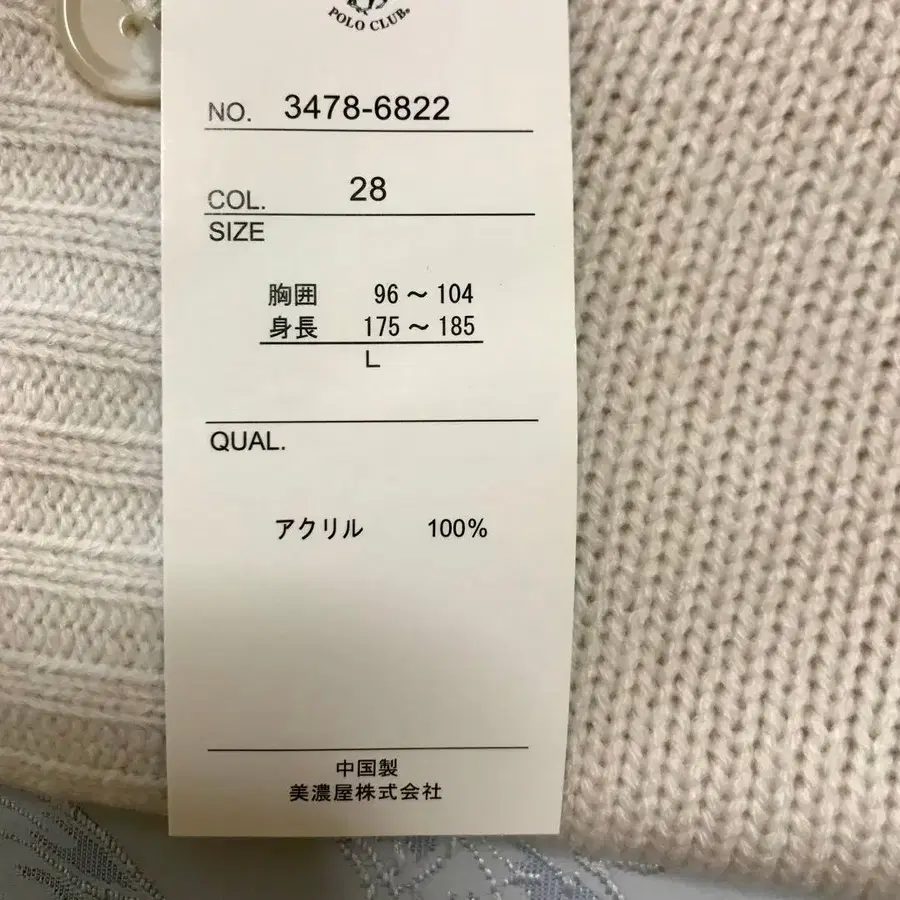 POLO CLUB®
NO. 3478-6822
COL. 28
SIZE
胸囲 96～104
身長 175～185
L
QUAL.
アクリル 100%
中国製
美濃屋株式会社